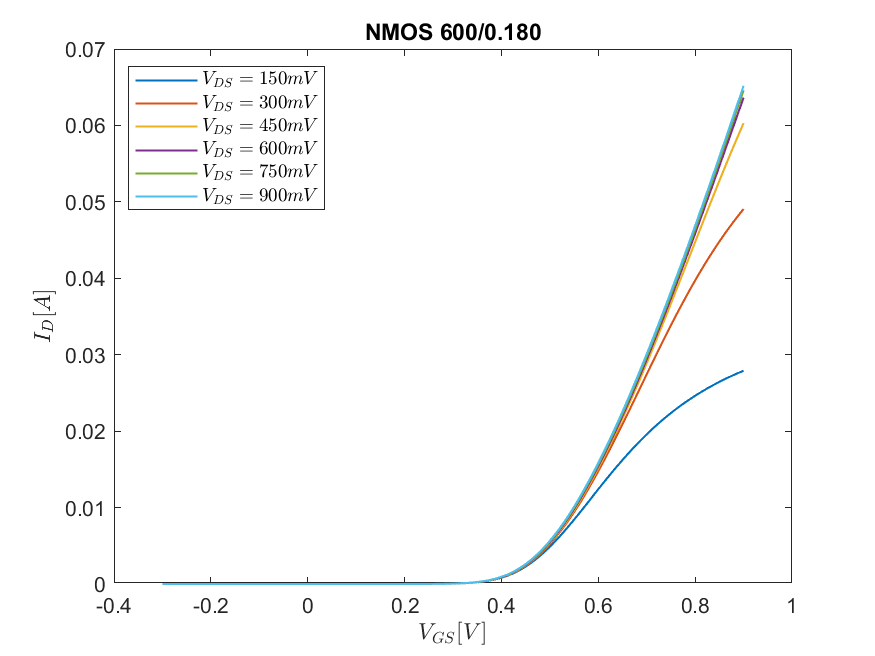 NMOS 600/0.180
0.07
0.06
0.05
0.04
0.03
0.02
0.01
0
I_D[A]
V_DS = 150mV
V_DS = 300mV
V_DS = 450mV
V_DS = 600mV
V_DS = 750mV
V_DS = 900mV
-0.4 -0.2 0 0.2 0.4 0.6 0.8 1
V_GS[V]